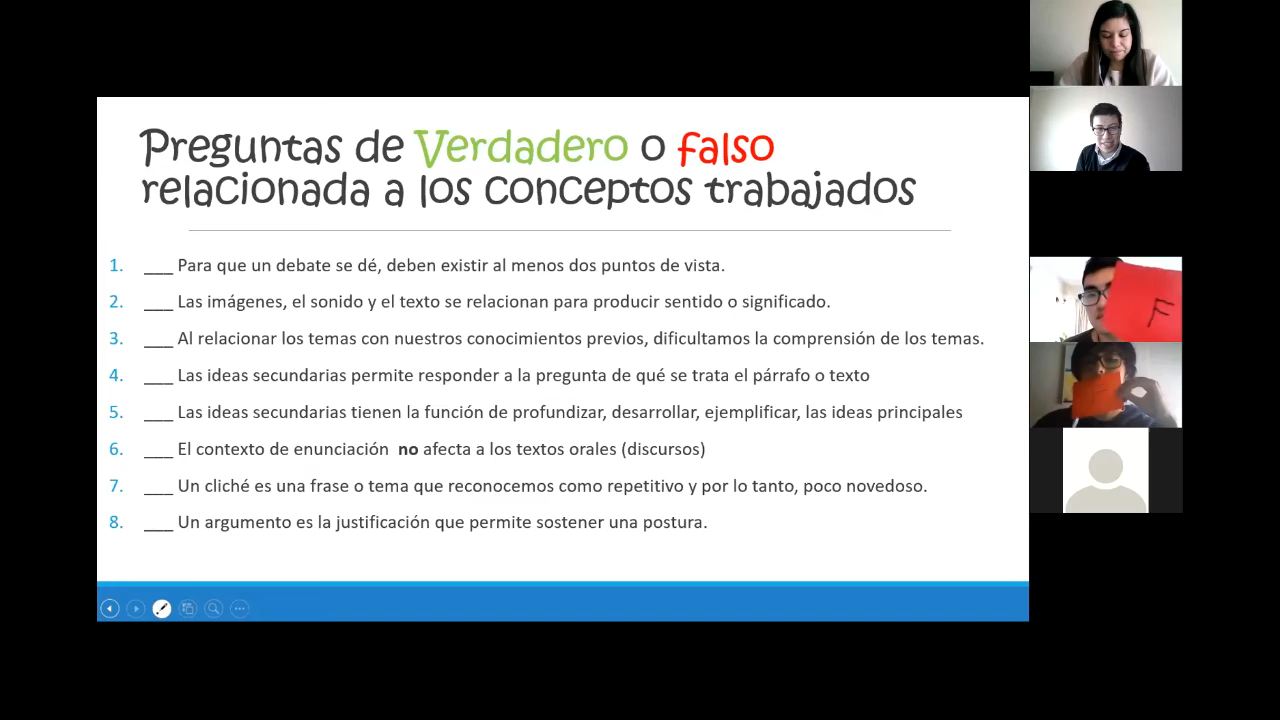 Preguntas de Verdadero o falso
relacionada a los conceptos trabajados
1. ___ Para que un debate se dé, deben existir al menos dos puntos de vista.
2. ___ Las imágenes, el sonido y el texto se relacionan para producir sentido o significado.
3. ___ Al relacionar los temas con nuestros conocimientos previos, dificultamos la comprensión de los temas.
4. ___ Las ideas secundarias permite responder a la pregunta de qué se trata el párrafo o texto
5. ___ Las ideas secundarias tienen la función de profundizar, desarrollar, ejemplificar, las ideas principales
6. ___ El contexto de enunciación no afecta a los textos orales (discursos)
7. ___ Un cliché es una frase o tema que reconocemos como repetitivo y por lo tanto, poco novedoso.
8. ___ Un argumento es la justificación que permite sostener una postura.
F